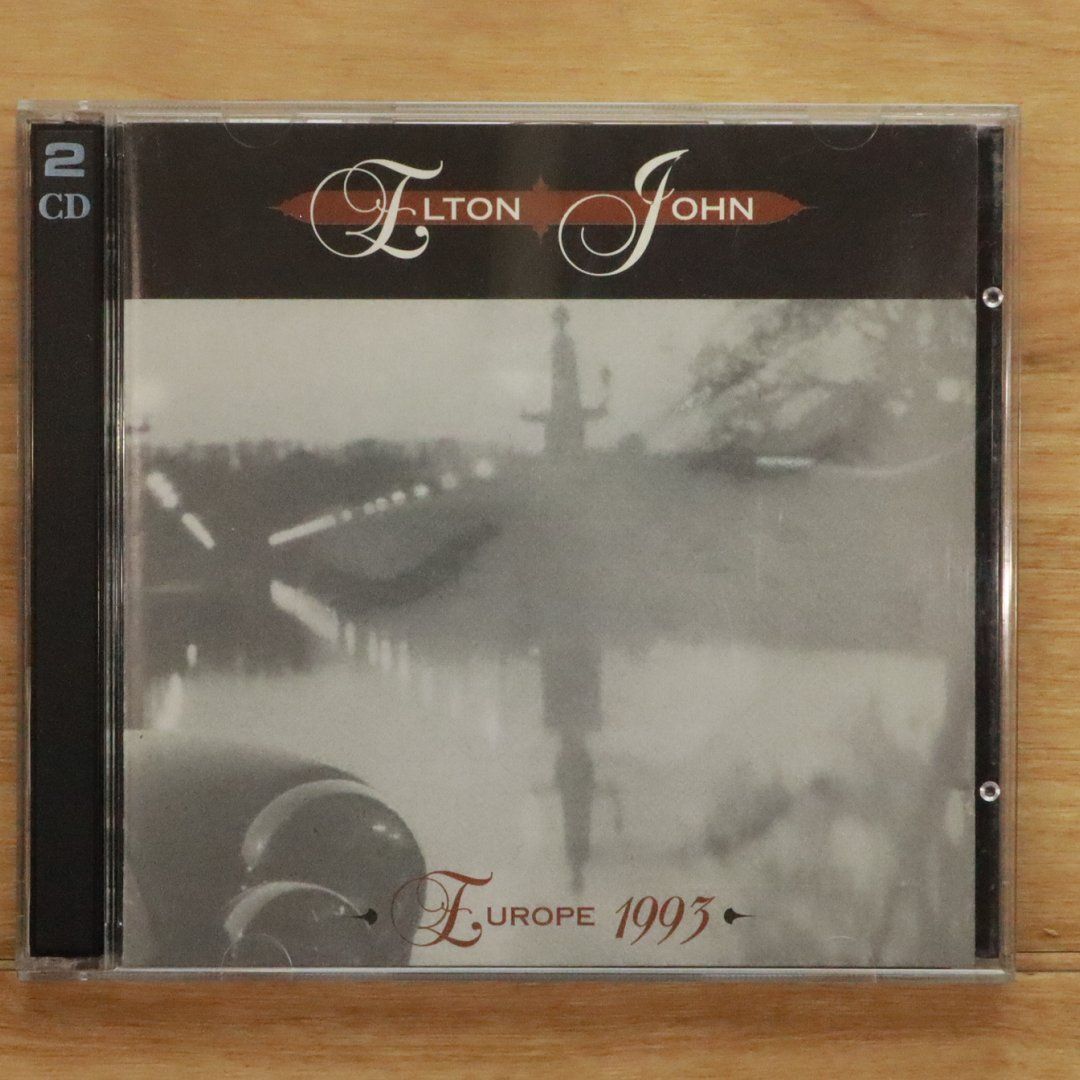 2
CD
ELTON JOHN
EUROPE 1993